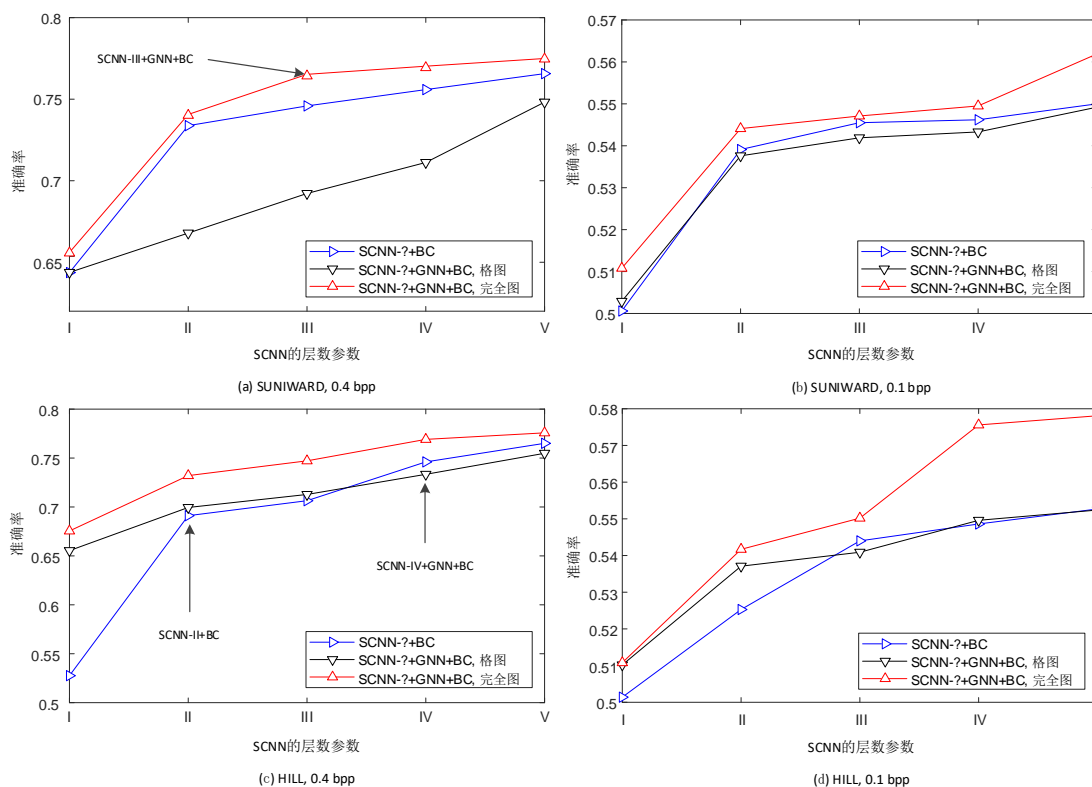 0.8
0.75
0.7
0.65
准确率
SCNN-III+GNN+BC
SCNN-?+BC
SCNN-?+GNN+BC, 格图
SCNN-?+GNN+BC, 完全图
I II III IV V
SCNN的层数参数
(a) SUNIWARD, 0.4 bpp
0.56
0.55
0.54
0.53
0.52
0.51
0.5
准确率
SCNN-?+BC
SCNN-?+GNN+BC, 格图
SCNN-?+GNN+BC, 完全图
I II III IV
SCNN的层数参数
(b) SUNIWARD, 0.1 bpp
0.8
0.75
0.7
0.65
0.6
0.55
0.5
准确率
SCNN-IV+GNN+BC
SCNN-II+BC
SCNN-?+BC
SCNN-?+GNN+BC, 格图
SCNN-?+GNN+BC, 完全图
I II III IV V
SCNN的层数参数
(c) HILL, 0.4 bpp
0.58
0.57
0.56
0.55
0.54
0.53
0.52
0.51
0.5
准确率
SCNN-?+BC
SCNN-?+GNN+BC, 格图
SCNN-?+GNN+BC, 完全图
I II III IV
SCNN的层数参数
(d) HILL, 0.1 bpp